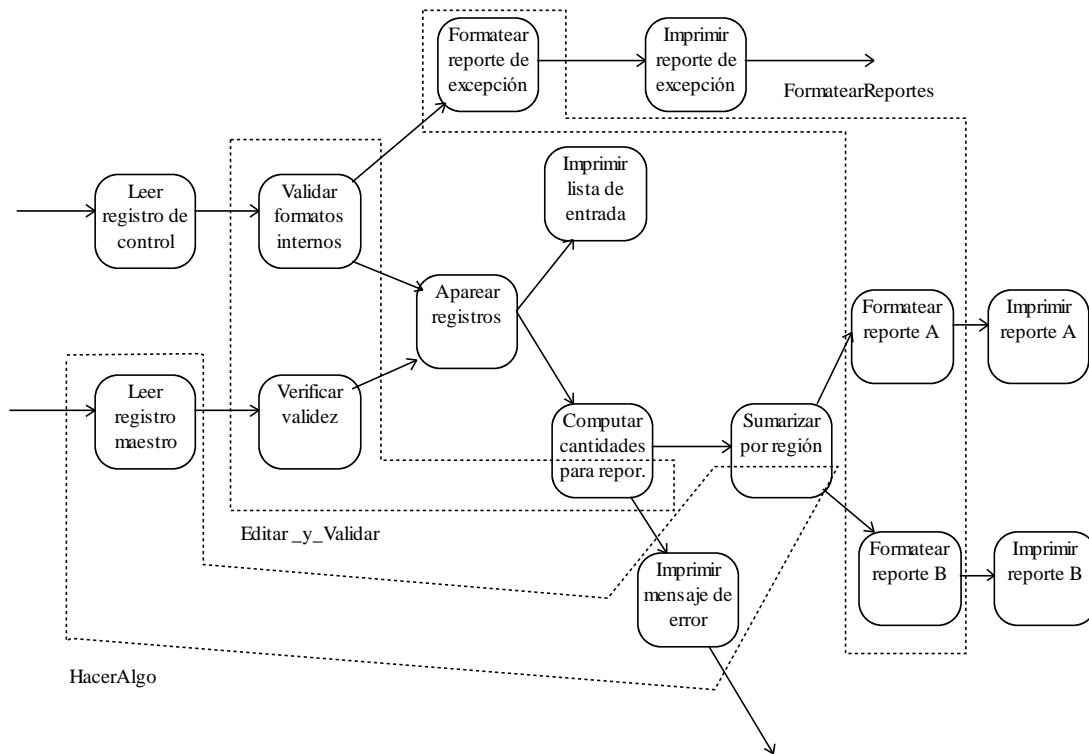 Formatear
reporte de
excepción
Imprimir
reporte de
excepción
FormatearReportes
Leer
registro de
control
Validar
formatos
internos
Imprimir
lista de
entrada
Aparear
registros
Formatear
reporte A
Imprimir
reporte A
Leer
registro
maestro
Verificar
validez
Computar
cantidades
para repor.
Sumarizar
por región
Editar _y_Validar
Imprimir
mensaje de
error
Formatear
reporte B
Imprimir
reporte B
HacerAlgo